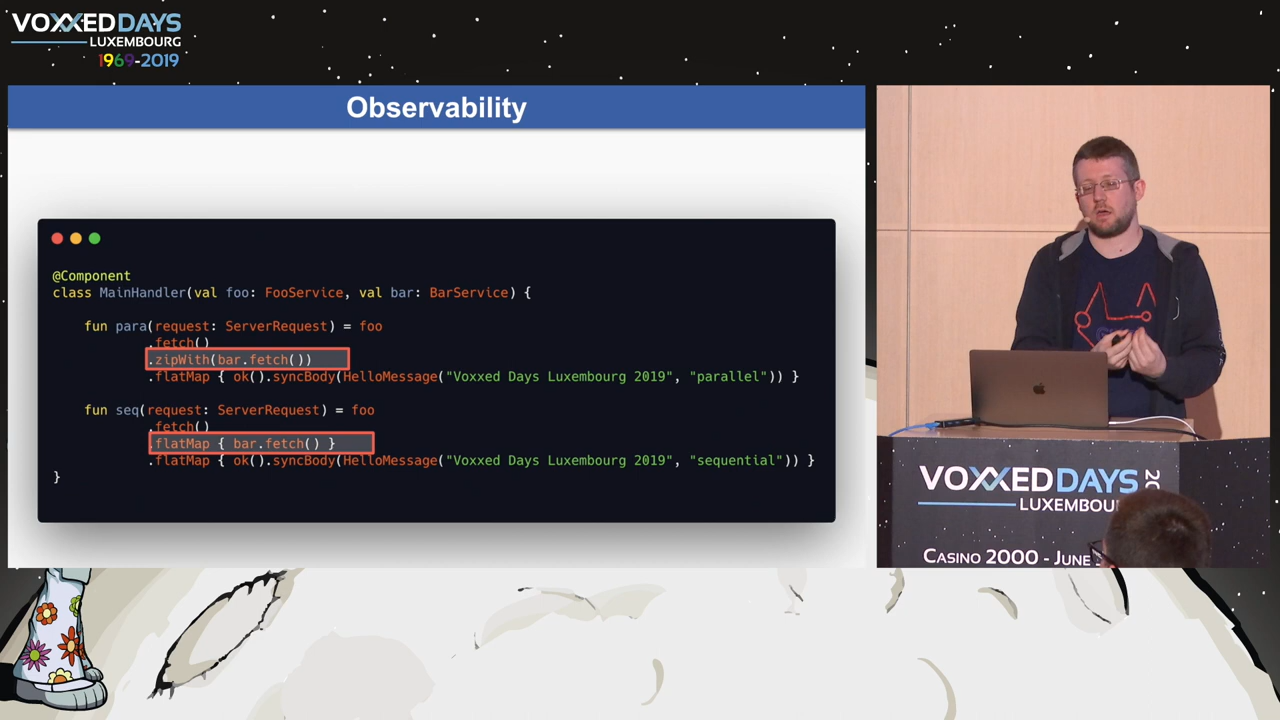 VOXXED DAYS
LUXEMBOURG
1969-2019
Observability
@Component
class MainHandler(val foo: FooService, val bar: BarService) {
fun para(request: ServerRequest) = foo
.fetch()
.zipWith(bar.fetch())
.flatMap { ok().syncBody(HelloMessage("Voxxed Days Luxembourg 2019", "parallel")) }
fun seq(request: ServerRequest) = foo
.fetch()
.flatMap { bar.fetch() }
.flatMap { ok().syncBody(HelloMessage("Voxxed Days Luxembourg 2019", "sequential")) }
}
VOXXED DAYS
LUXEMBOU
CASINO 2000 - JUNE